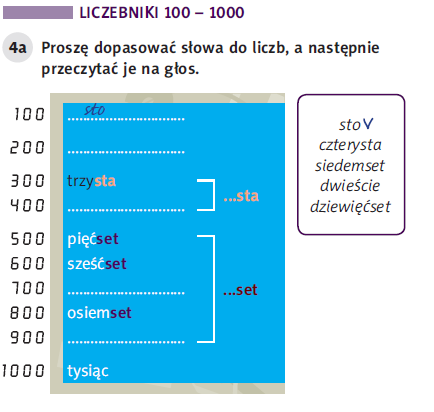 LICZEBNIKI 100 – 1000
4a Proszę dopasować słowa do liczb, a następnie
przeczytać je na głos.
100 sto
200 ..............................
300 trzysta
400 .............................. ...sta
500 pięćset
600 sześćset
700 .............................. ...set
800 osiemset
900 ..............................
1000 tysiąc
sto √
czterysta
siedemset
dwieście
dziewięćset